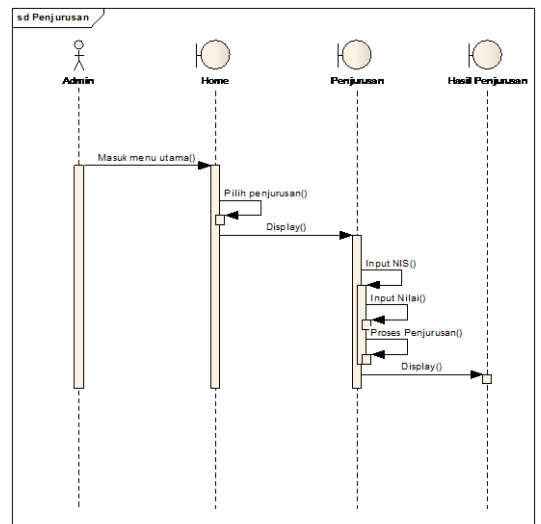 sd Penjurusan
Admin
Home
Penjurusan
Hasil Penjurusan
Masuk menu utama()
Pilih penjurusan()
Display()
Input NIS()
Input Nilai()
Proses Penjurusan()
Display()